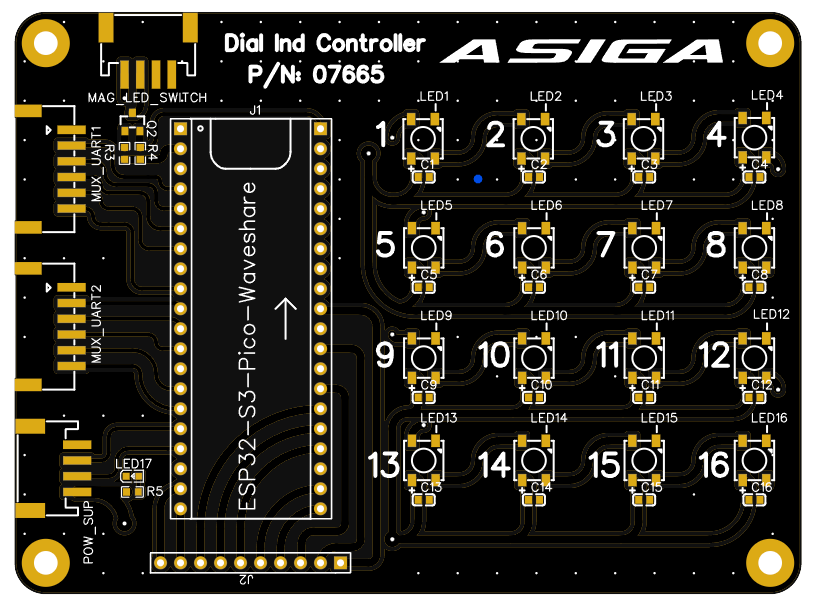 Dial Ind Controller
P/N: 07665
ASIGA
MAG_LED_SWITCH
J1
Q2
R3
R4
MUX_UART1
MUX_UART2
POW_SUP
LED17
R5
ESP32-S3-Pico-Waveshare
J2
LED1 LED2 LED3 LED4
1 2 3 4
C1 C2 C3 C4
LED5 LED6 LED7 LED8
5 6 7 8
C5 C6 C7 C8
LED9 LED10 LED11 LED12
9 10 11 12
C9 C10 C11 C12
LED13 LED14 LED15 LED16
13 14 15 16
C13 C14 C15 C16